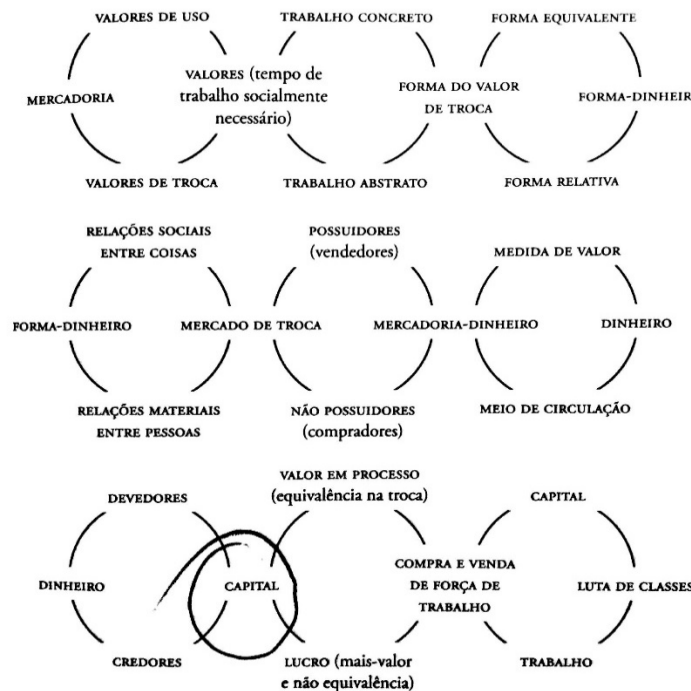 VALORES DE USO
TRABALHO CONCRETO
FORMA EQUIVALENTE
MERCADORIA
VALORES (tempo de
trabalho socialmente
necessário)
FORMA DO VALOR
DE TROCA
FORMA-DINHEIRO
VALORES DE TROCA
TRABALHO ABSTRATO
FORMA RELATIVA
RELAÇÕES SOCIAIS
ENTRE COISAS
POSSUIDORES
(vendedores)
MEDIDA DE VALOR
FORMA-DINHEIRO
MERCADO DE TROCA
MERCADORIA-DINHEIRO
DINHEIRO
RELAÇÕES MATERIAIS
ENTRE PESSOAS
NÃO POSSUIDORES
(compradores)
MEIO DE CIRCULAÇÃO
DEVEDORES
VALOR EM PROCESSO
(equivalência na troca)
CAPITAL
DINHEIRO
CAPITAL
COMPRA E VENDA
DE FORÇA DE
TRABALHO
LUTA DE CLASSES
CREDORES
LUCRO (mais-valor
e não equivalência)
TRABALHO